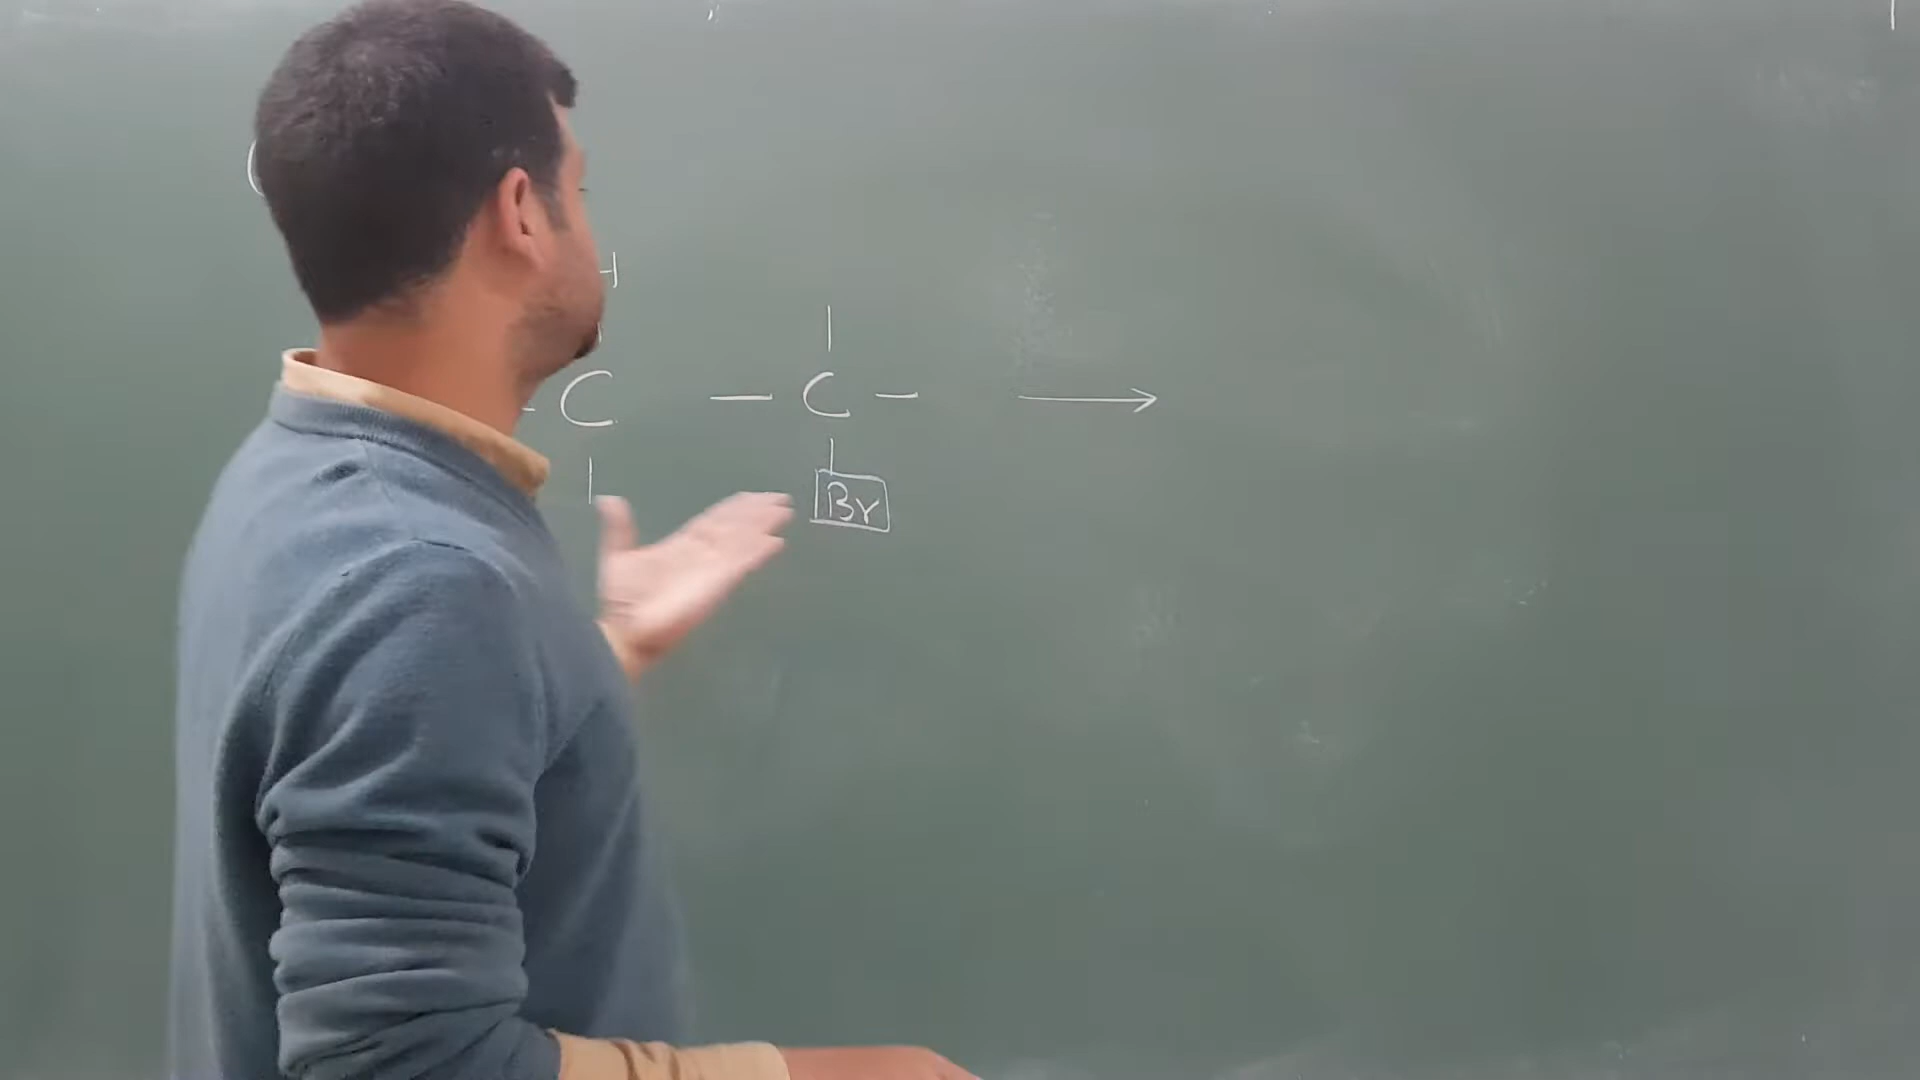 H
C — C — →
Br